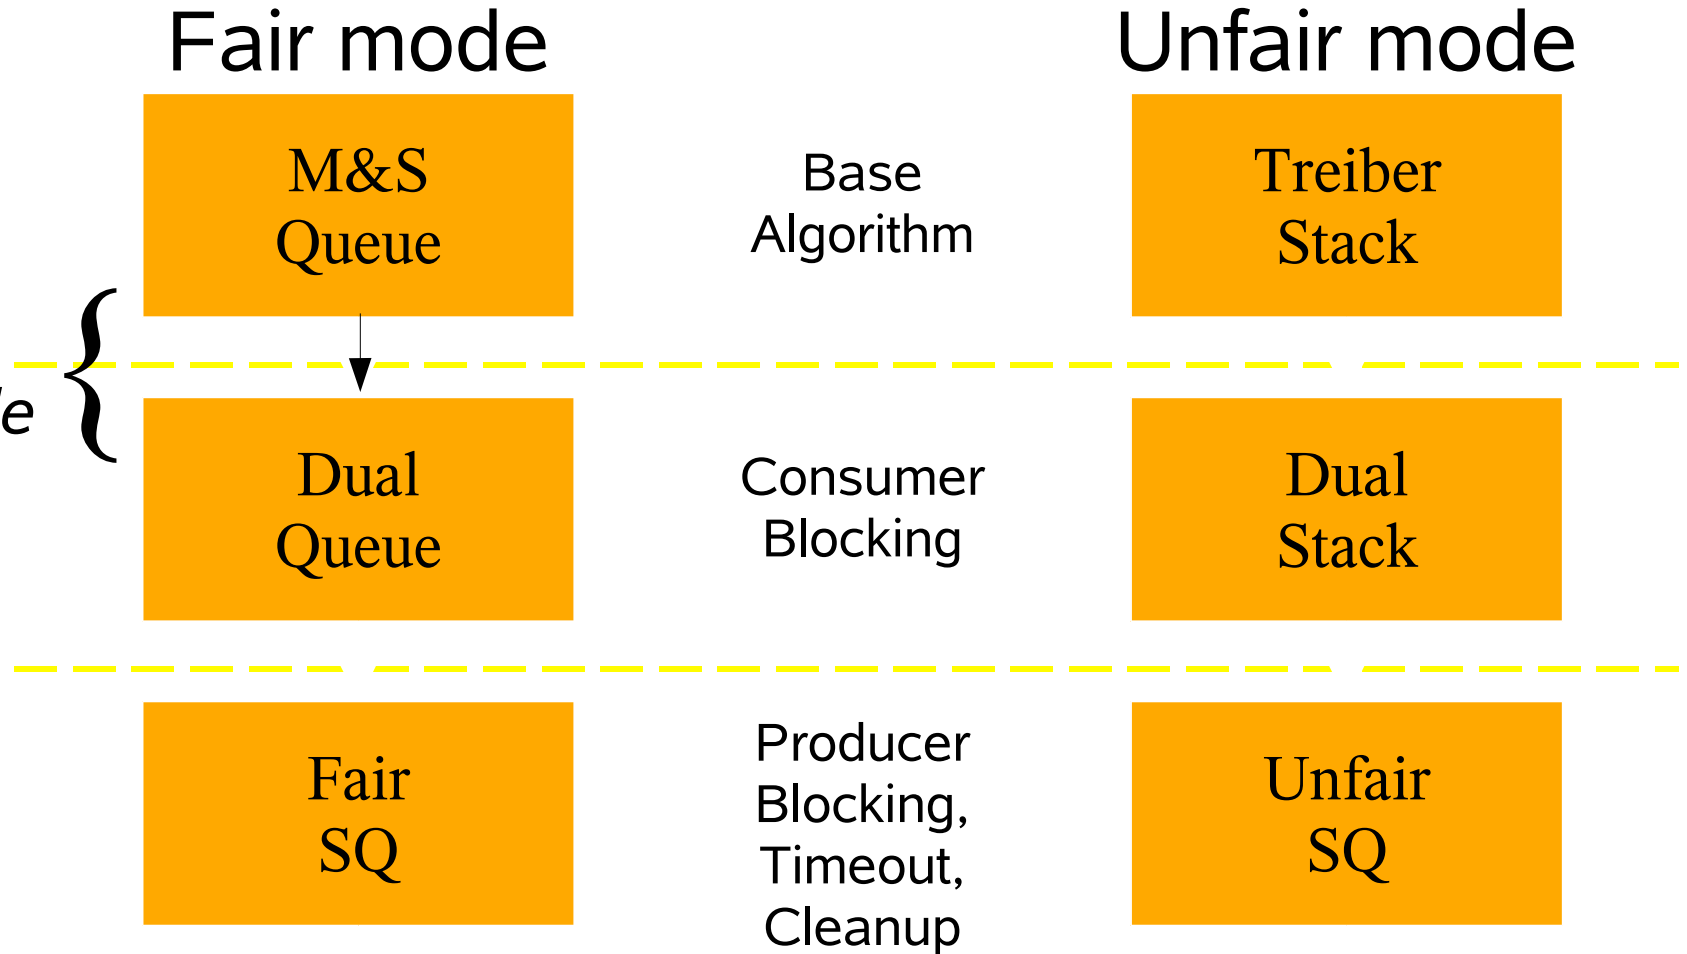 Fair mode
Unfair mode
M&S
Queue
Base
Algorithm
Treiber
Stack
{
Dual
Queue
Consumer
Blocking
Dual
Stack
Fair
SQ
Producer
Blocking,
Timeout,
Cleanup
Unfair
SQ